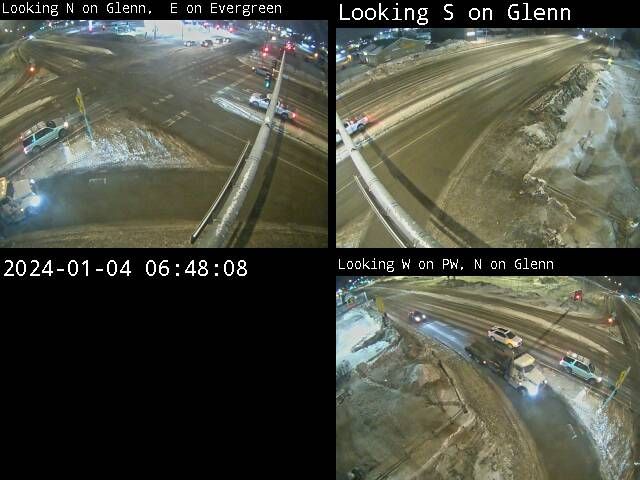 Looking N on Glenn, E on Evergreen
Looking S on Glenn
2024-01-04 06:48:08
Looking W on PW, N on Glenn